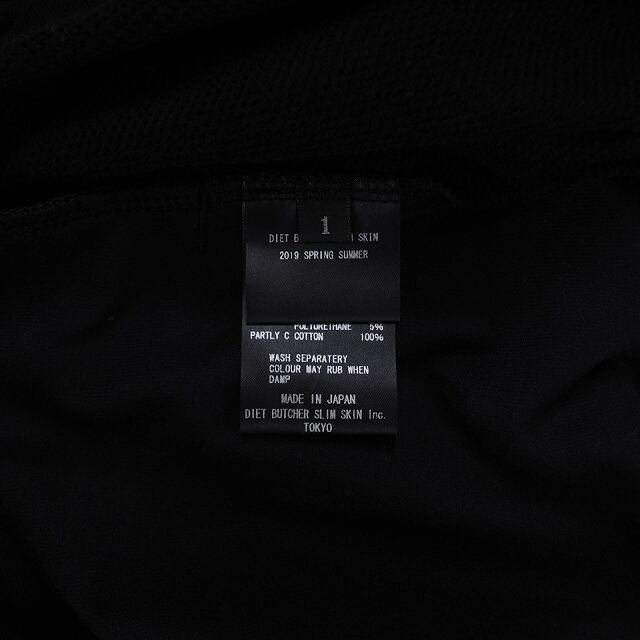 1
DIET B M SKIN
2019 SPRING SUMMER
POLYURETHANE 5%
PARTLY C COTTON 100%
WASH SEPARATERY
COLOUR MAY RUB WHEN
DAMP
MADE IN JAPAN
DIET BUTCHER SLIM SKIN Inc.
TOKYO